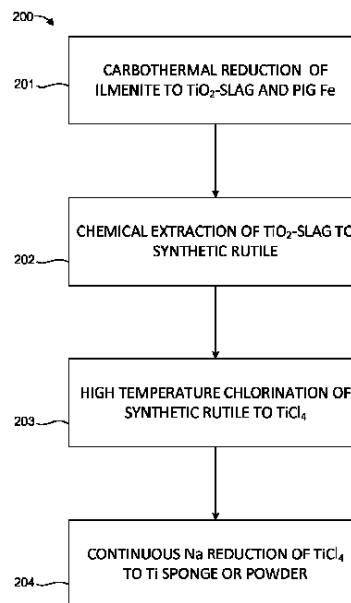 200
CARBOTHERMAL REDUCTION OF
ILMENITE TO TiO₂-SLAG AND PIG Fe
201
CHEMICAL EXTRACTION OF TiO₂-SLAG TO
SYNTHETIC RUTILE
202
HIGH TEMPERATURE CHLORINATION OF
SYNTHETIC RUTILE TO TiCl₄
203
CONTINUOUS Na REDUCTION OF TiCl₄
TO Ti SPONGE OR POWDER
204